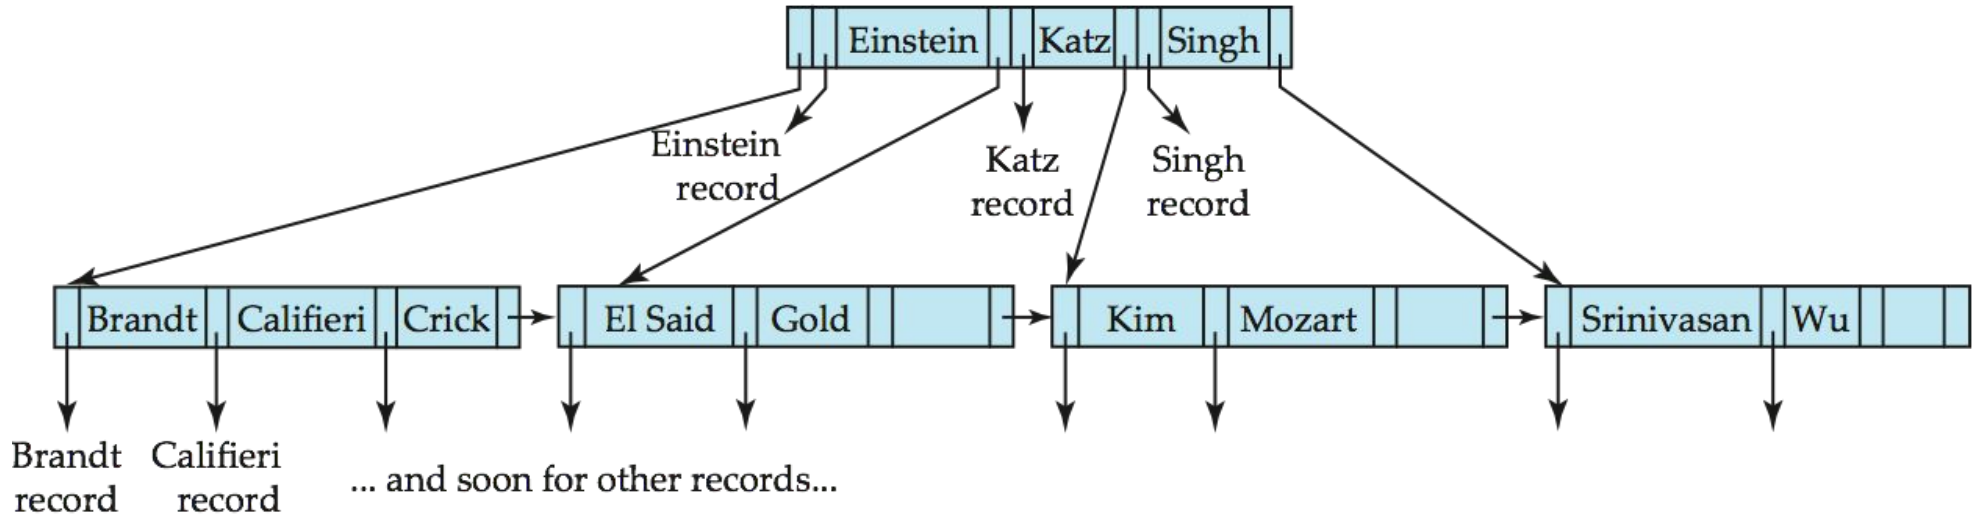 Einstein Katz Singh
Einstein
record
Katz
record
Singh
record
Brandt Califieri Crick El Said Gold Kim Mozart Srinivasan Wu
Brandt
record
Califieri
record
... and soon for other records...